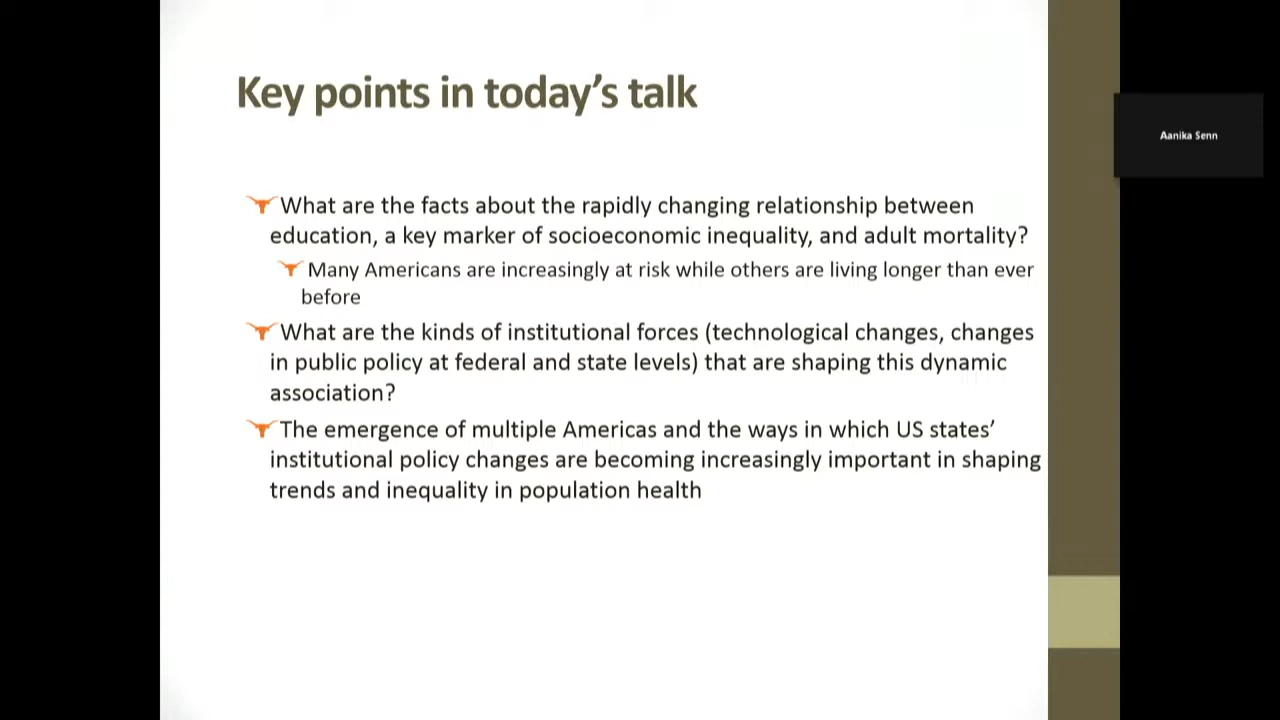 Key points in today's talk
What are the facts about the rapidly changing relationship between
education, a key marker of socioeconomic inequality, and adult mortality?
Many Americans are increasingly at risk while others are living longer than ever
before
What are the kinds of institutional forces (technological changes, changes
in public policy at federal and state levels) that are shaping this dynamic
association?
The emergence of multiple Americas and the ways in which US states'
institutional policy changes are becoming increasingly important in shaping
trends and inequality in population health
Aanika Senn